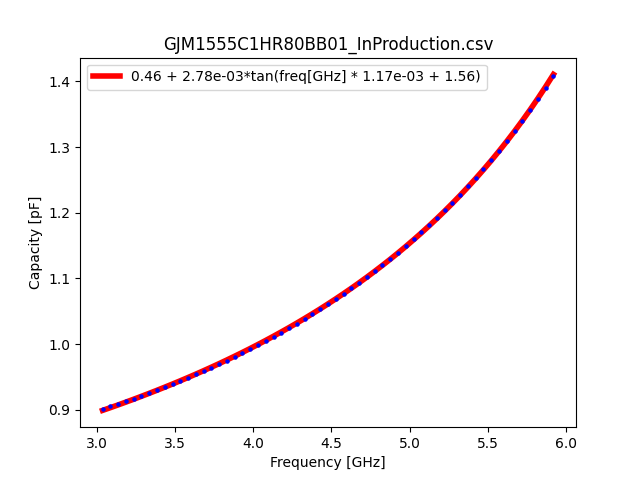 GJM1555C1HR80BB01_InProduction.csv
0.46 + 2.78e-03*tan(freq[GHz] * 1.17e-03 + 1.56)
1.4
1.3
1.2
1.1
1.0
0.9
Capacity [pF]
3.0 3.5 4.0 4.5 5.0 5.5 6.0
Frequency [GHz]